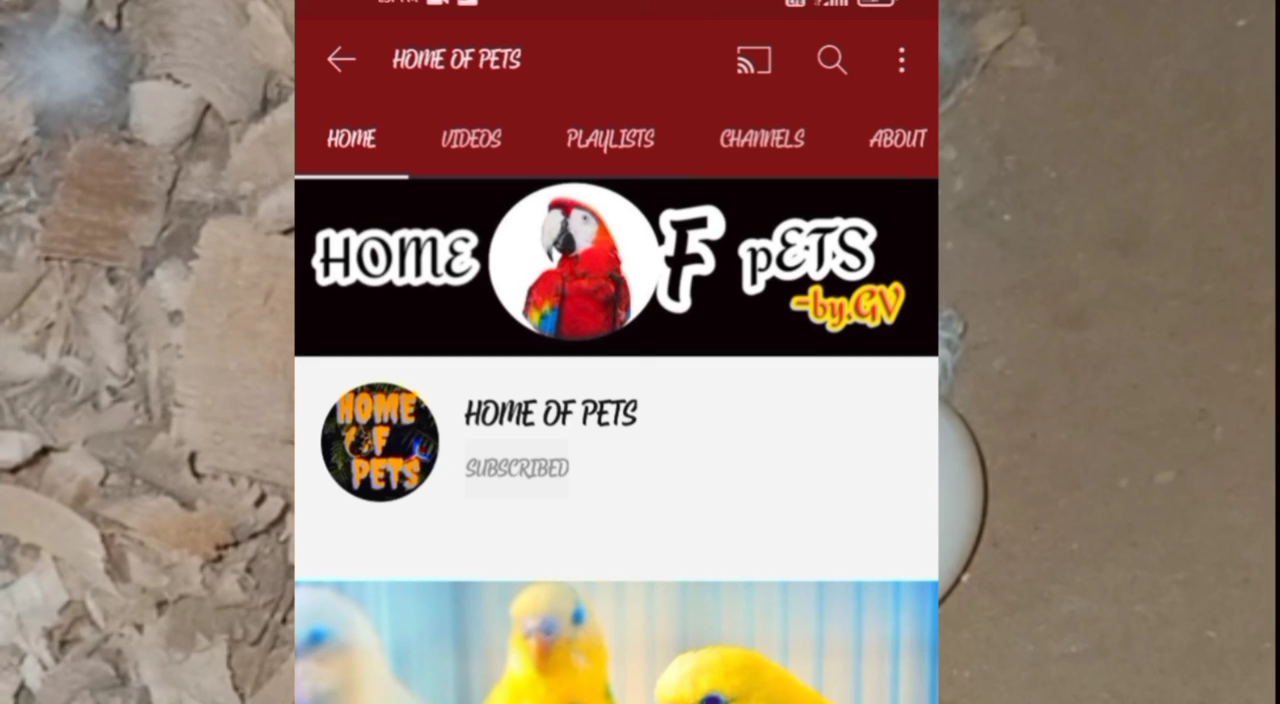 HOME OF PETS
HOME VIDEOS PLAYLISTS CHANNELS ABOUT
HOME F pETS
-by.GV
HOME
OF
PETS
HOME OF PETS
SUBSCRIBED